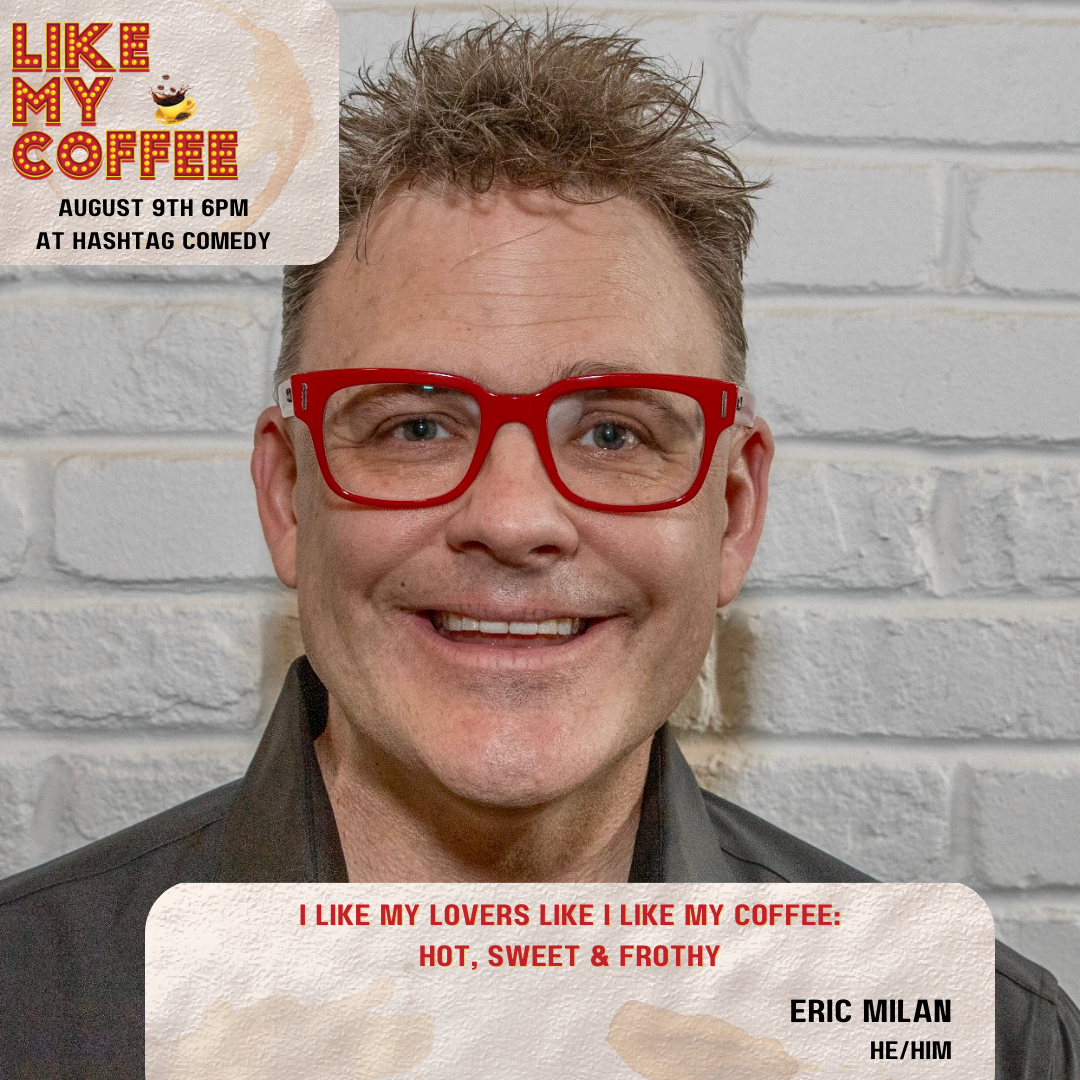 LIKE
MY
COFFEE
AUGUST 9TH 6PM
AT HASHTAG COMEDY
I LIKE MY LOVERS LIKE I LIKE MY COFFEE:
HOT, SWEET & FROTHY
ERIC MILAN
HE/HIM